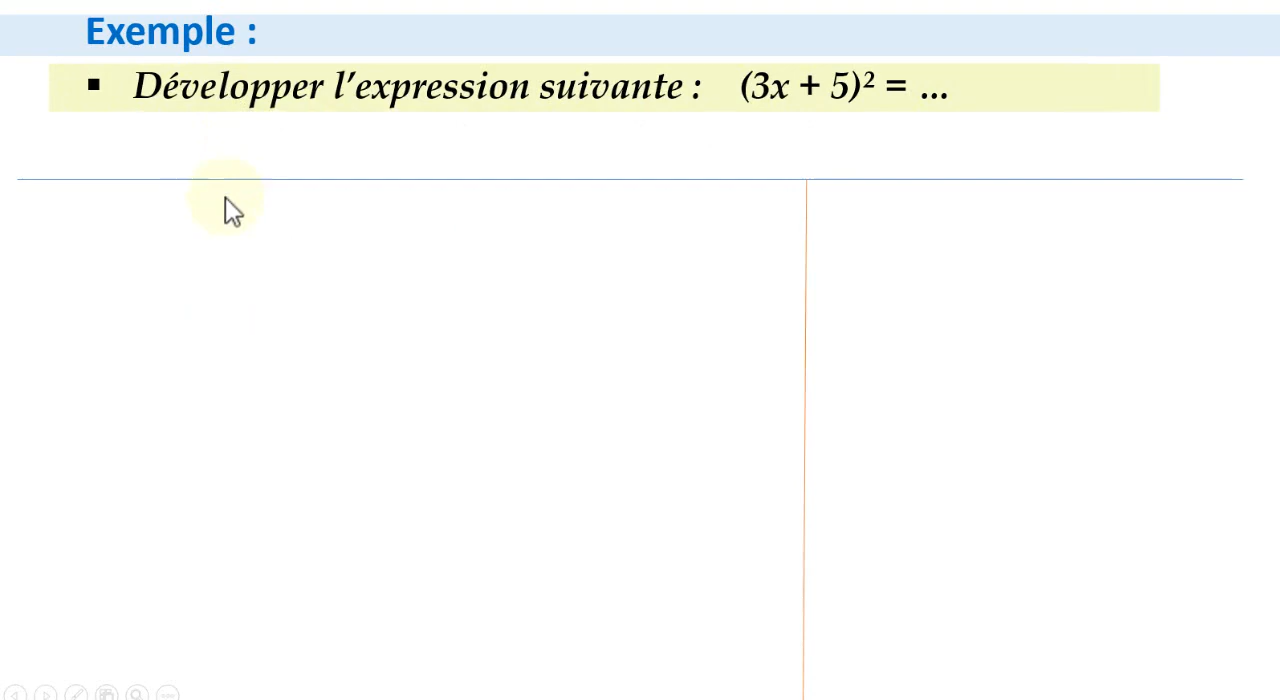 Exemple :
▪ Développer l’expression suivante : (3x + 5)² = ...